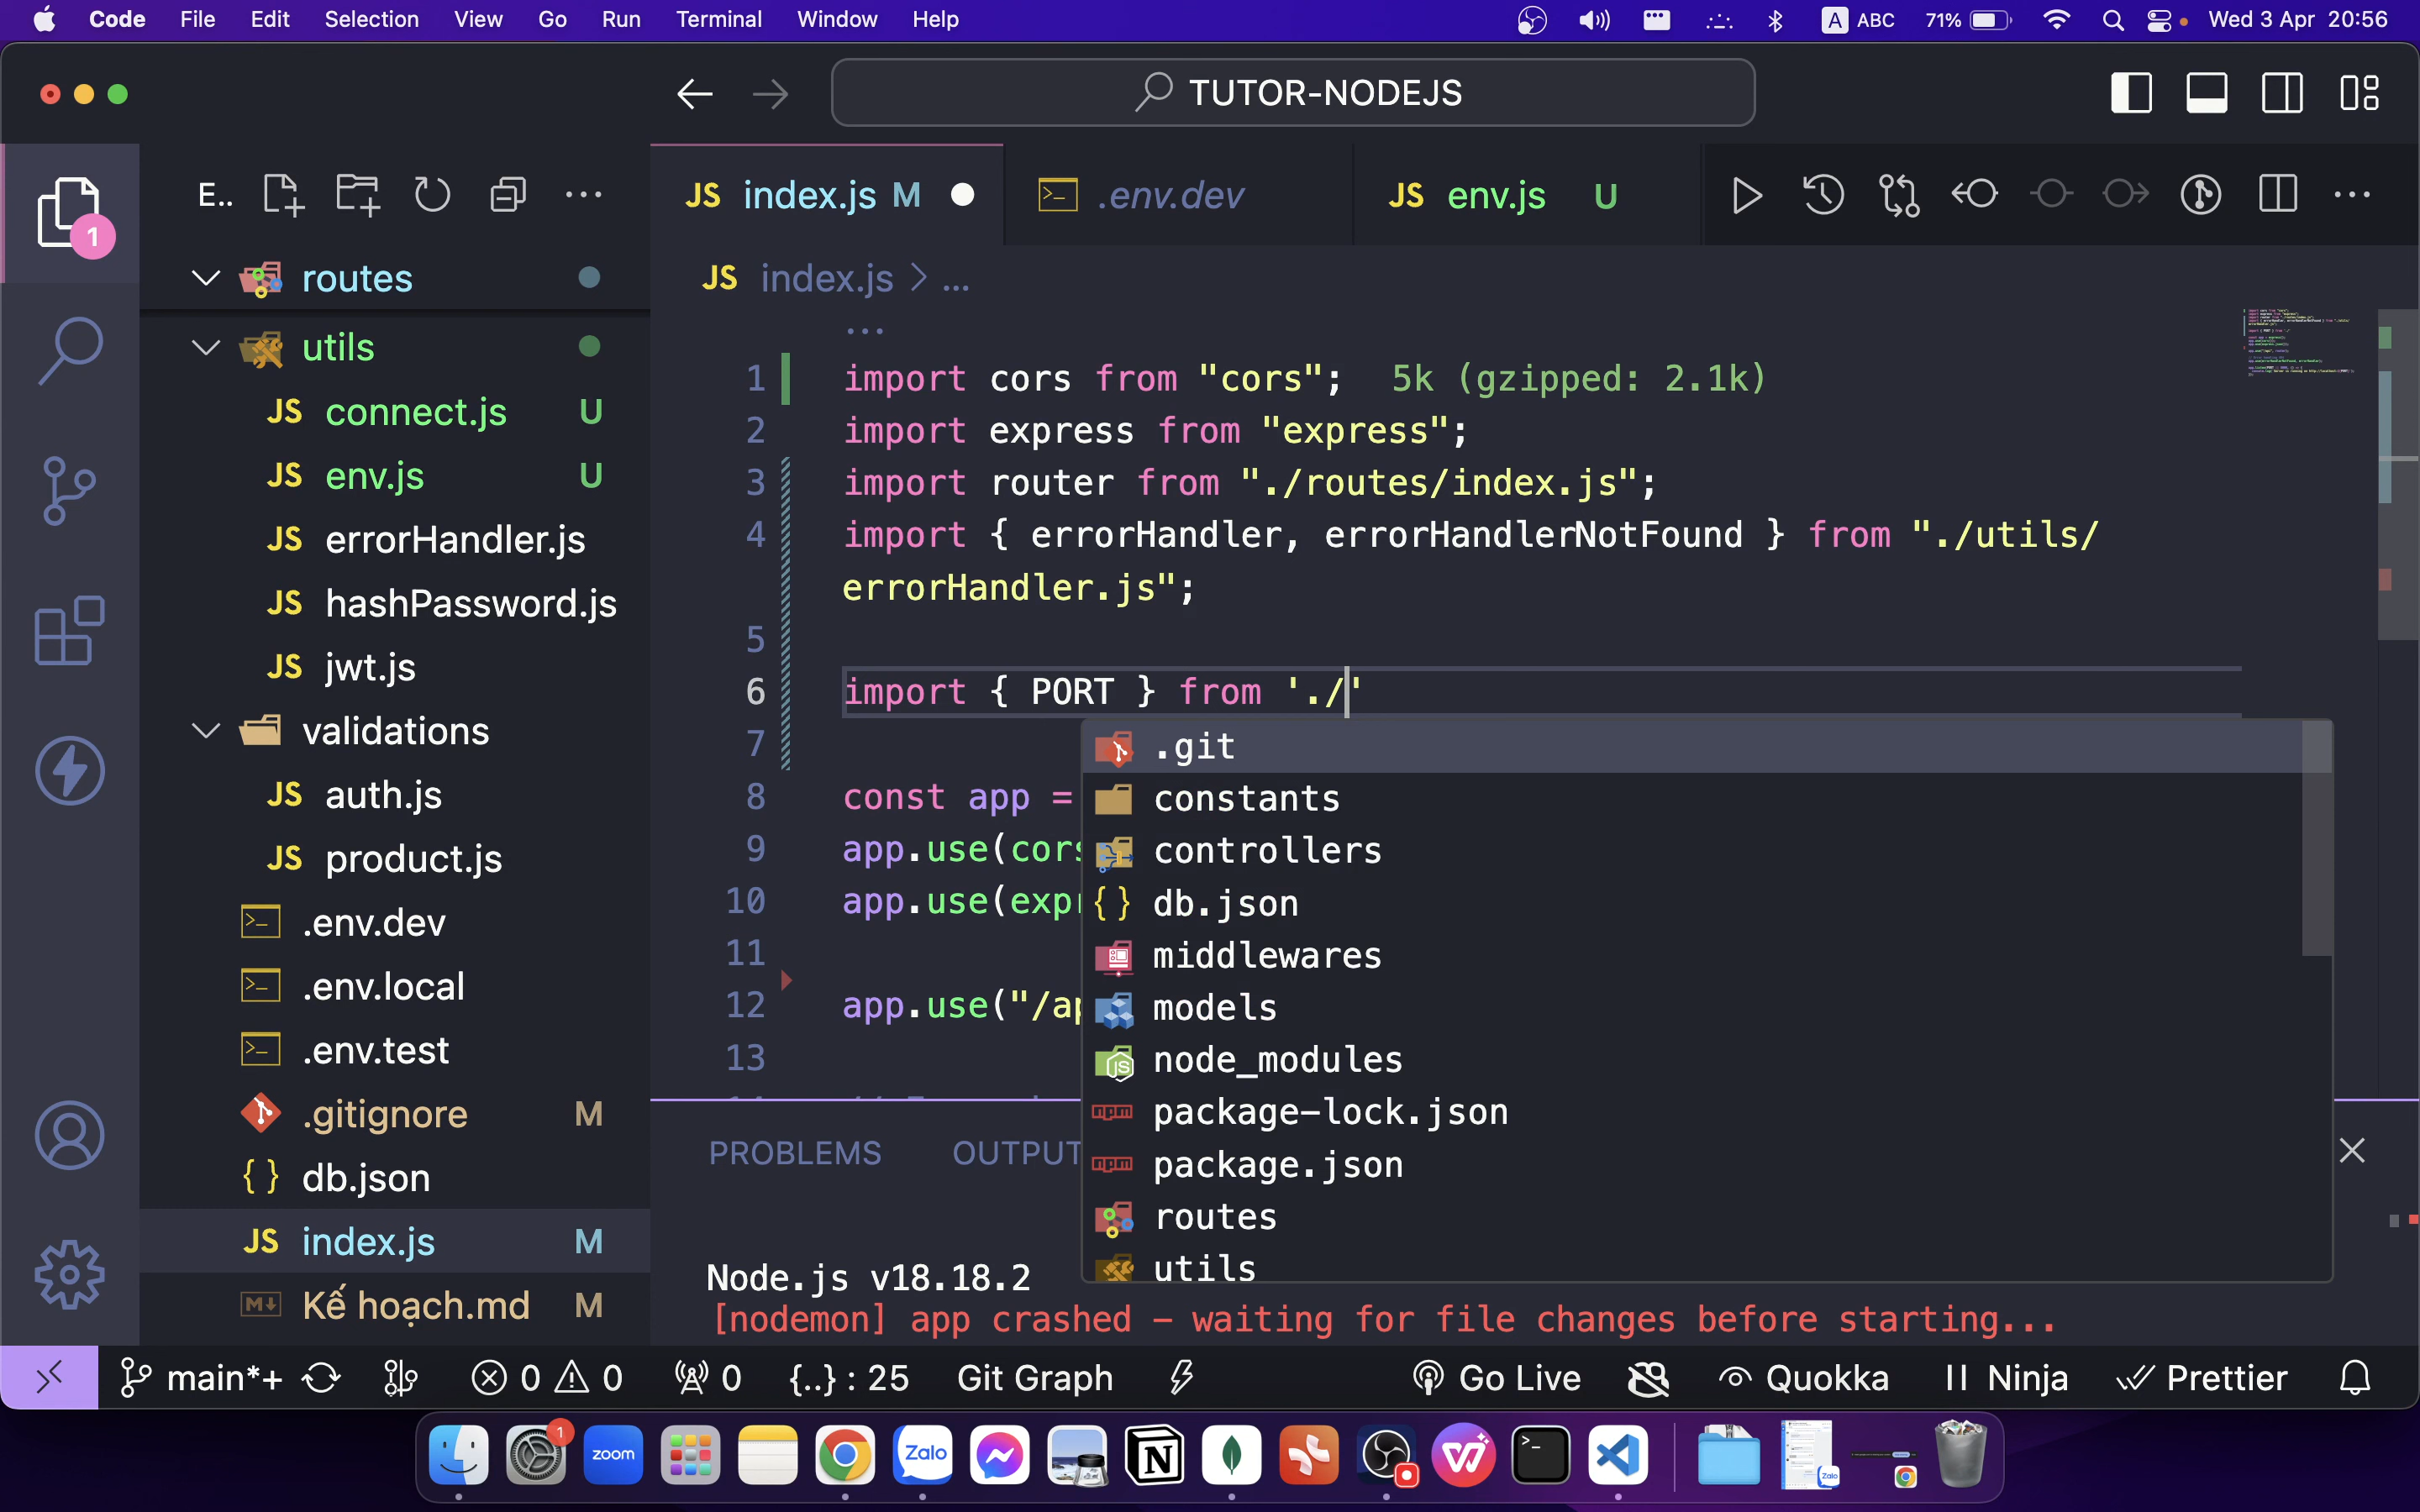 Code File Edit Selection View Go Run Terminal Window Help
A ABC 71% Wed 3 Apr 20:56
TUTOR-NODEJS
1
E..
JS index.js M
.env.dev
JS env.js U
routes
utils
JS connect.js U
JS env.js U
JS errorHandler.js
JS hashPassword.js
JS jwt.js
validations
JS auth.js
JS product.js
.env.dev
.env.local
.env.test
.gitignore M
{ } db.json
JS index.js M
Kế hoạch.md M
JS index.js > ...
...
1 import cors from "cors"; 5k (gzipped: 2.1k)
2 import express from "express";
3 import router from "./routes/index.js";
4 import { errorHandler, errorHandlerNotFound } from "./utils/
errorHandler.js";
5
6 import { PORT } from './'
7
8 const app =
9 app.use(cors
10 app.use(expr
11
12 app.use("/ap
13
.git
constants
controllers
{ } db.json
middlewares
models
node_modules
package-lock.json
package.json
routes
utils
PROBLEMS OUTPUT
Node.js v18.18.2
[nodemon] app crashed - waiting for file changes before starting...
main*+ 0 0 0 {..} : 25 Git Graph Go Live Quokka Ninja Prettier
1
zoom
Zalo